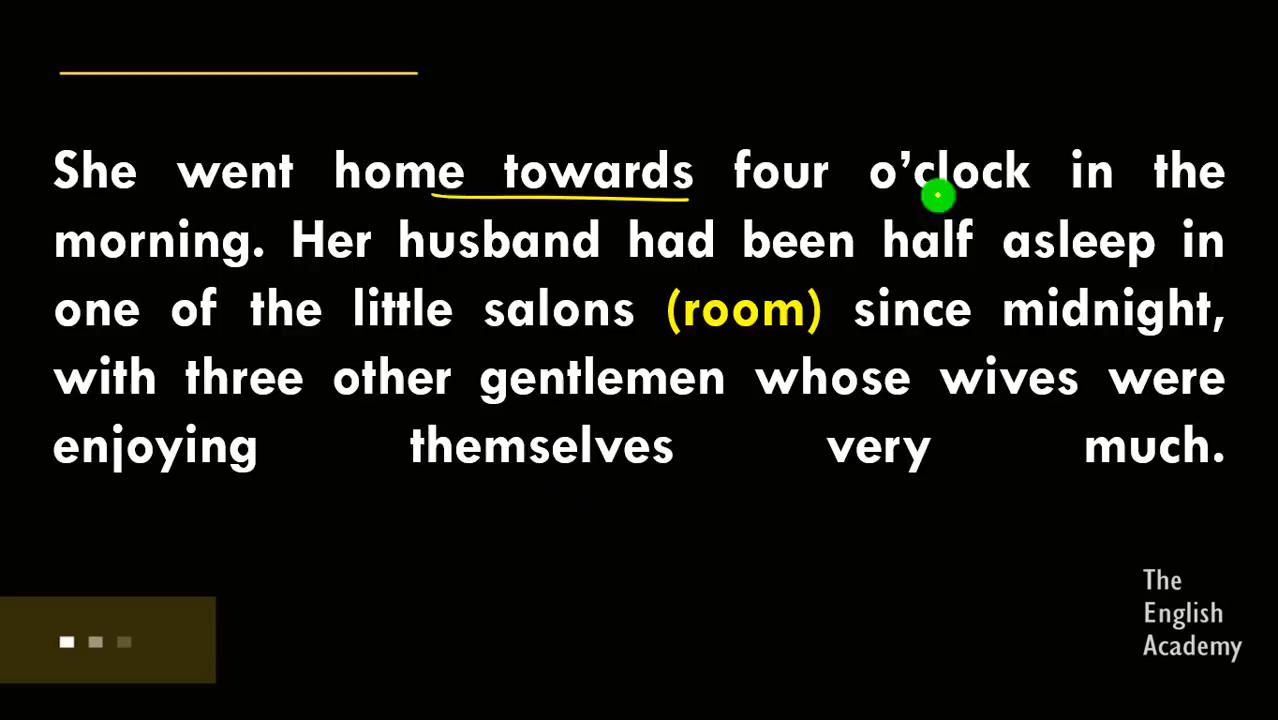 She went home towards four o’clock in the
morning. Her husband had been half asleep in
one of the little salons (room) since midnight,
with three other gentlemen whose wives were
enjoying themselves very much.
The
English
Academy